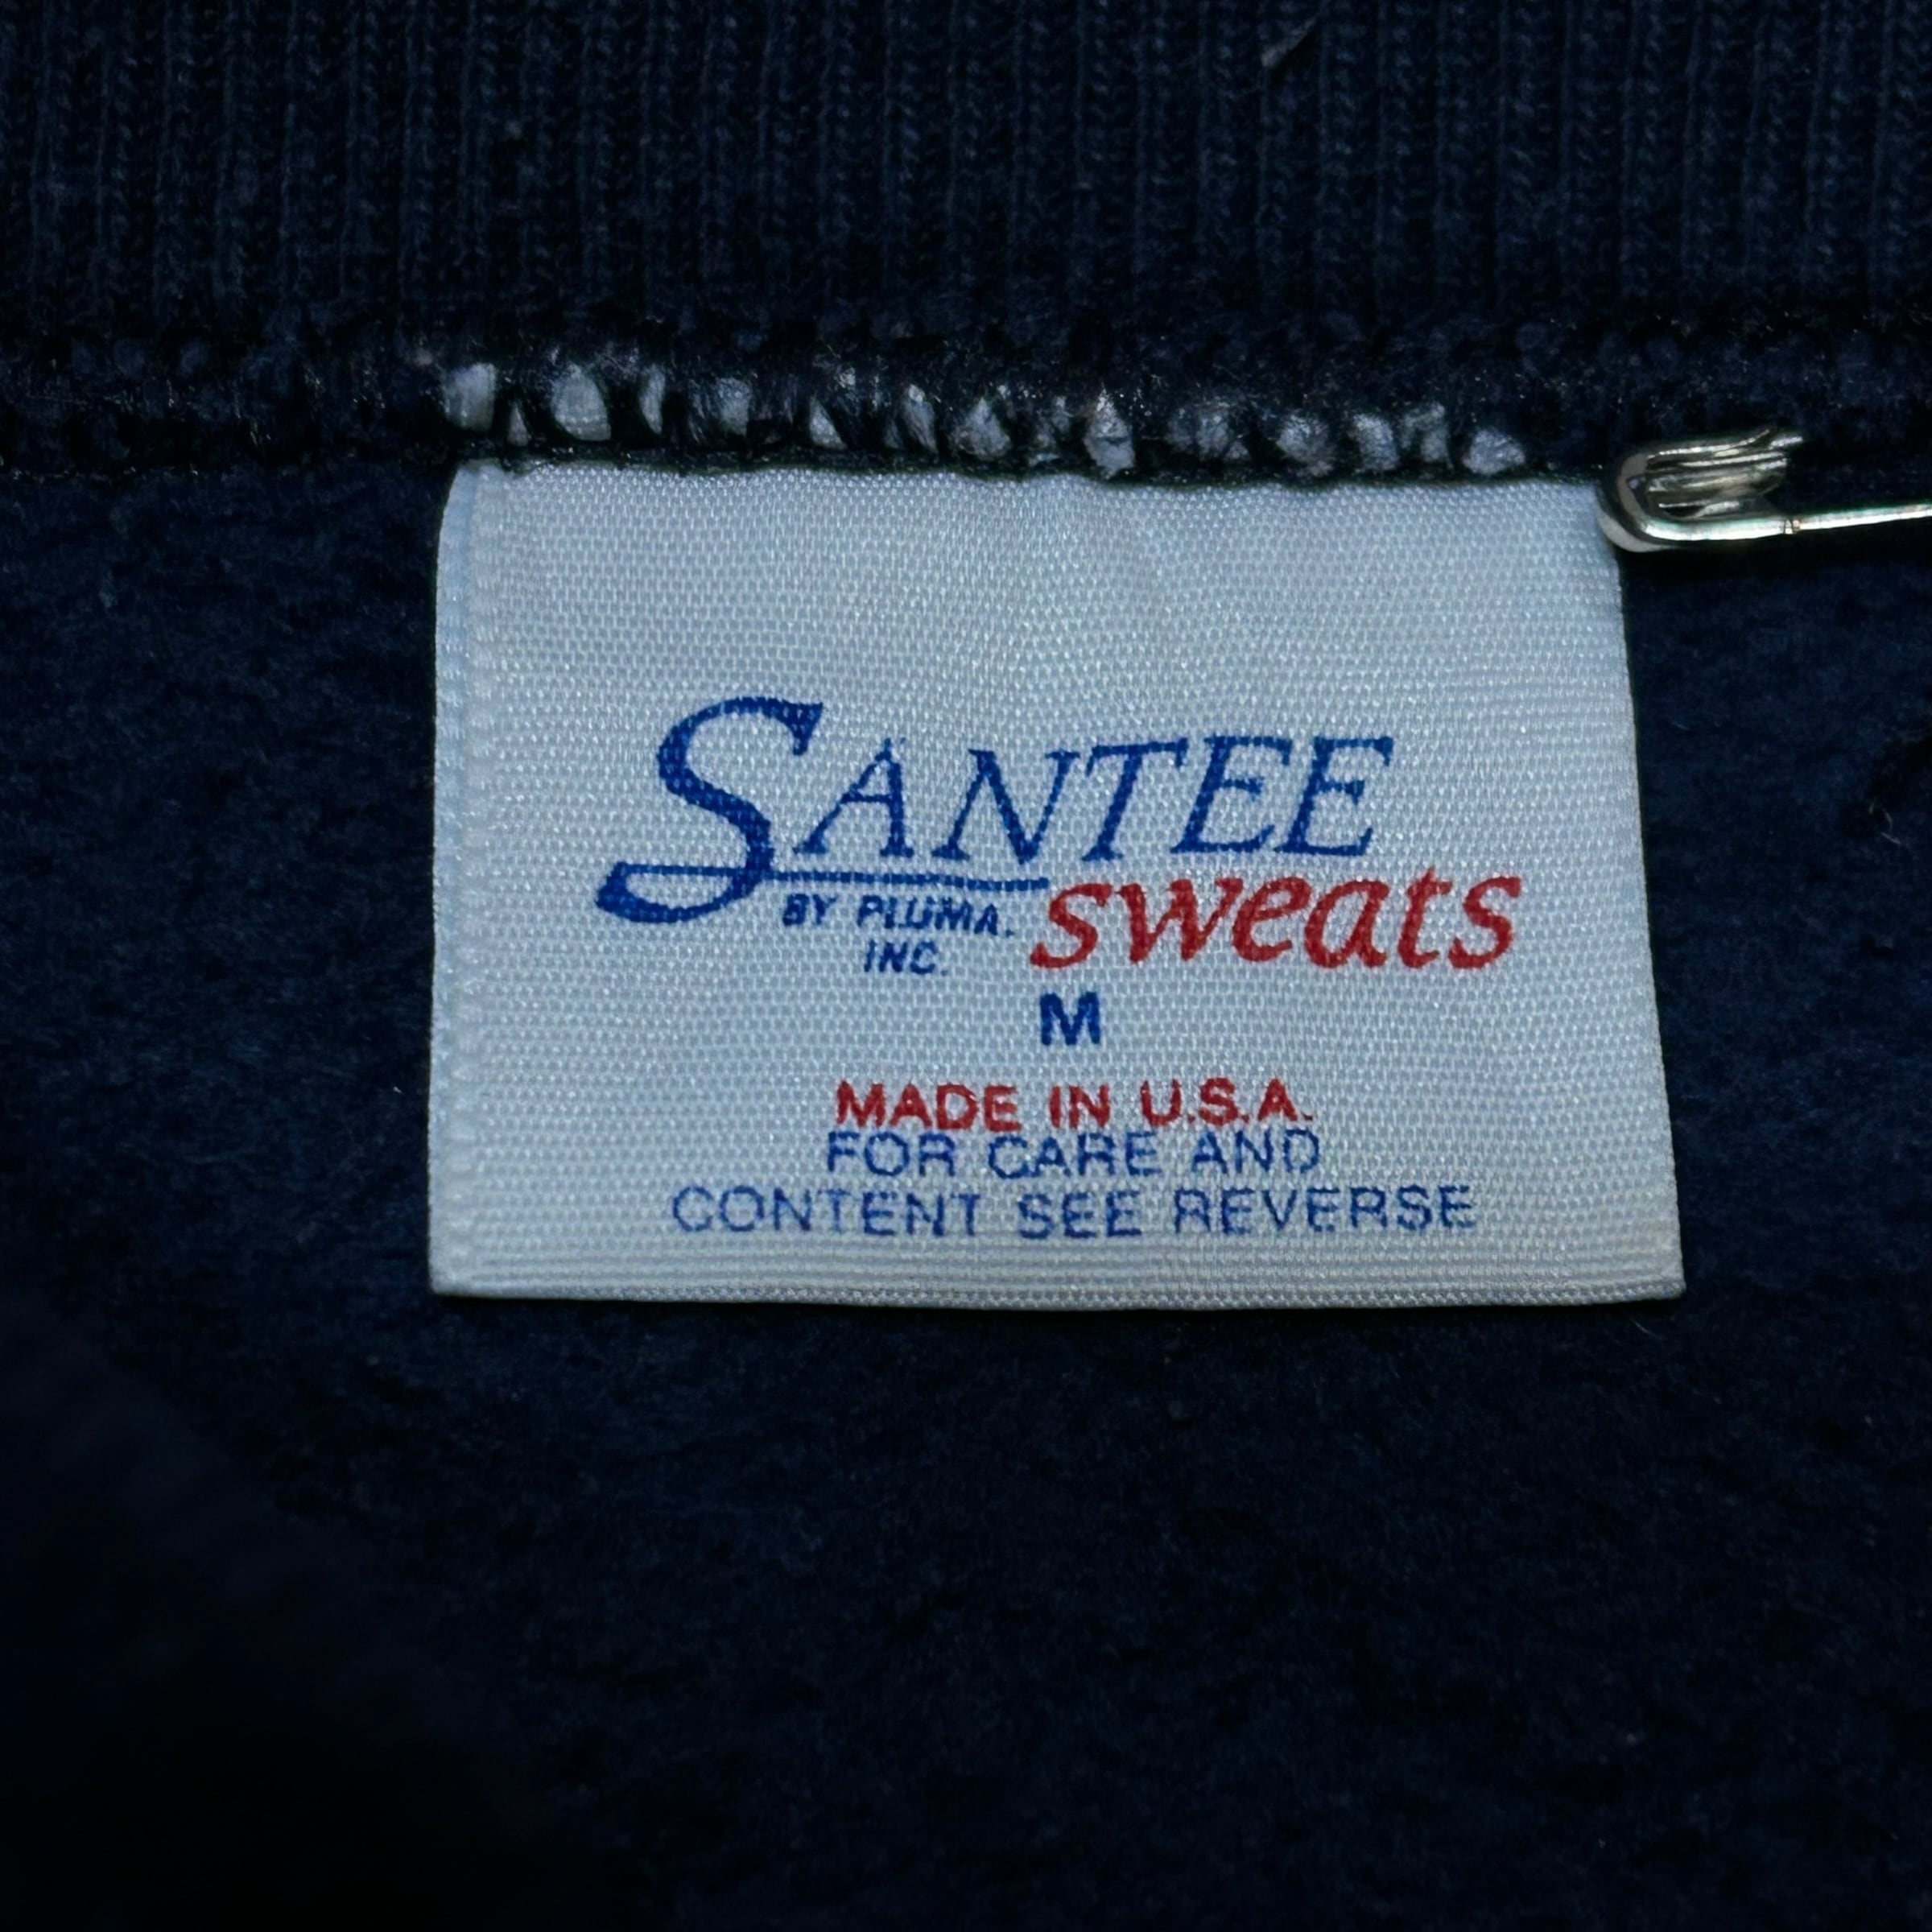 SANTEE
BY PLUMA. sweats
INC.
M
MADE IN U.S.A.
FOR CARE AND
CONTENT SEE REVERSE